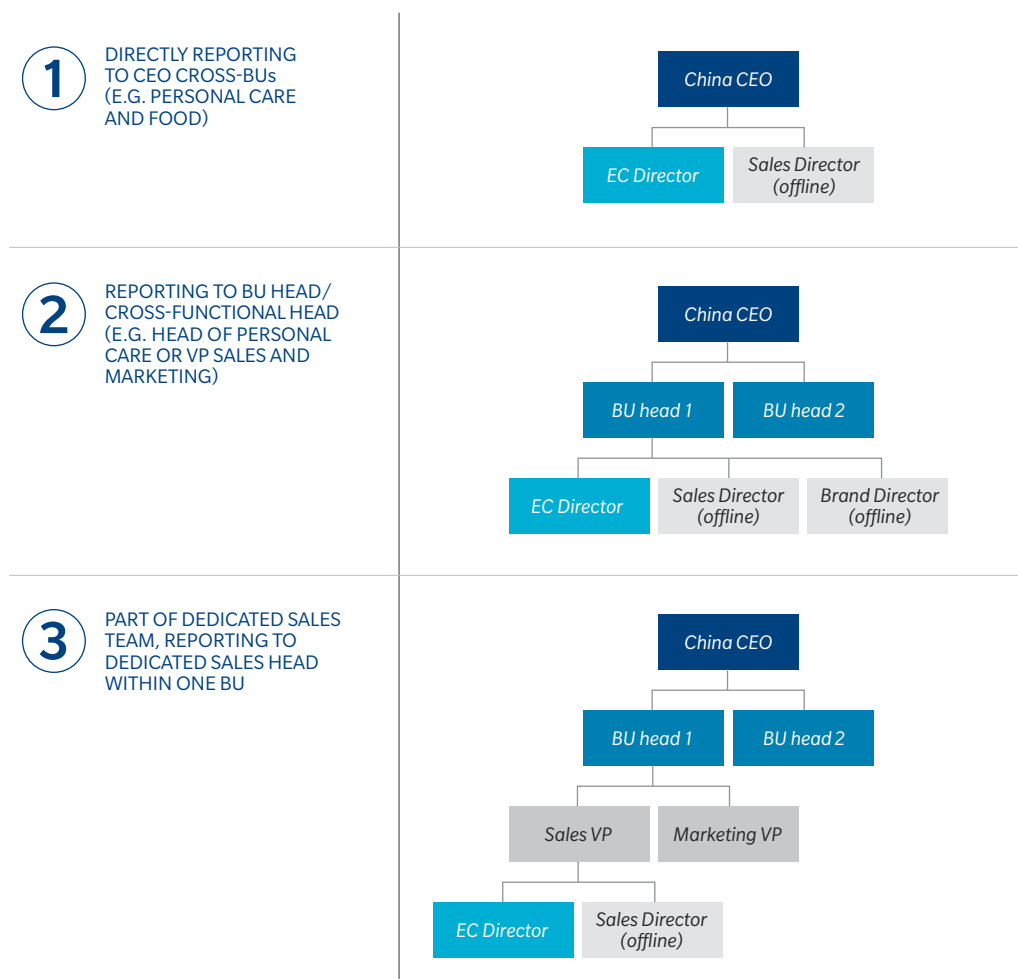 1
DIRECTLY REPORTING
TO CEO CROSS-BUs
(E.G. PERSONAL CARE
AND FOOD)
China CEO
EC Director
Sales Director
(offline)
2
REPORTING TO BU HEAD/
CROSS-FUNCTIONAL HEAD
(E.G. HEAD OF PERSONAL
CARE OR VP SALES AND
MARKETING)
China CEO
BU head 1
BU head 2
EC Director
Sales Director
(offline)
Brand Director
(offline)
3
PART OF DEDICATED SALES
TEAM, REPORTING TO
DEDICATED SALES HEAD
WITHIN ONE BU
China CEO
BU head 1
BU head 2
Sales VP
Marketing VP
EC Director
Sales Director
(offline)